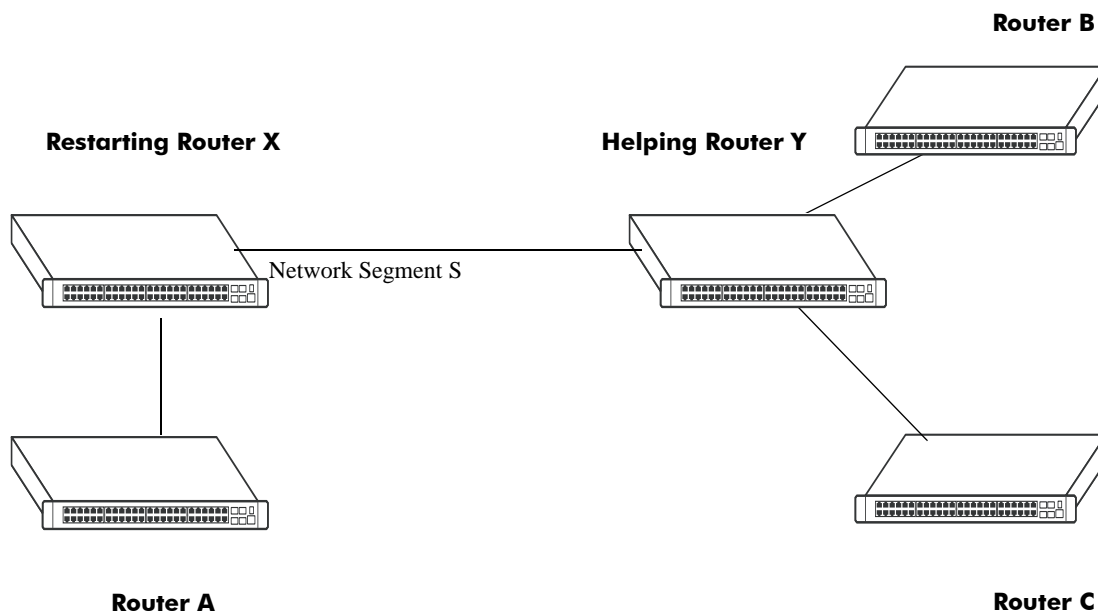 Router B
Restarting Router X
Helping Router Y
Network Segment S
Router A
Router C